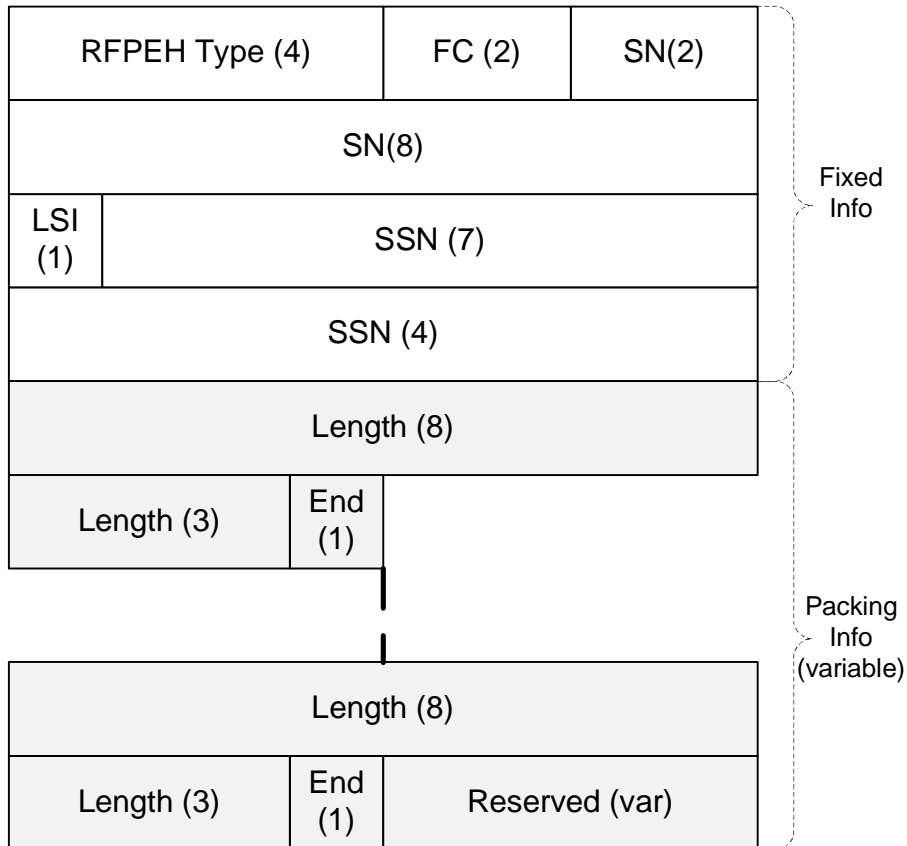 RFPEH Type (4) FC (2) SN(2)
SN(8)
LSI
(1)
SSN (7)
Fixed
Info
SSN (4)
Length (8)
Length (3)
End
(1)
Packing
Info
(variable)
Length (8)
Length (3)
End
(1)
Reserved (var)